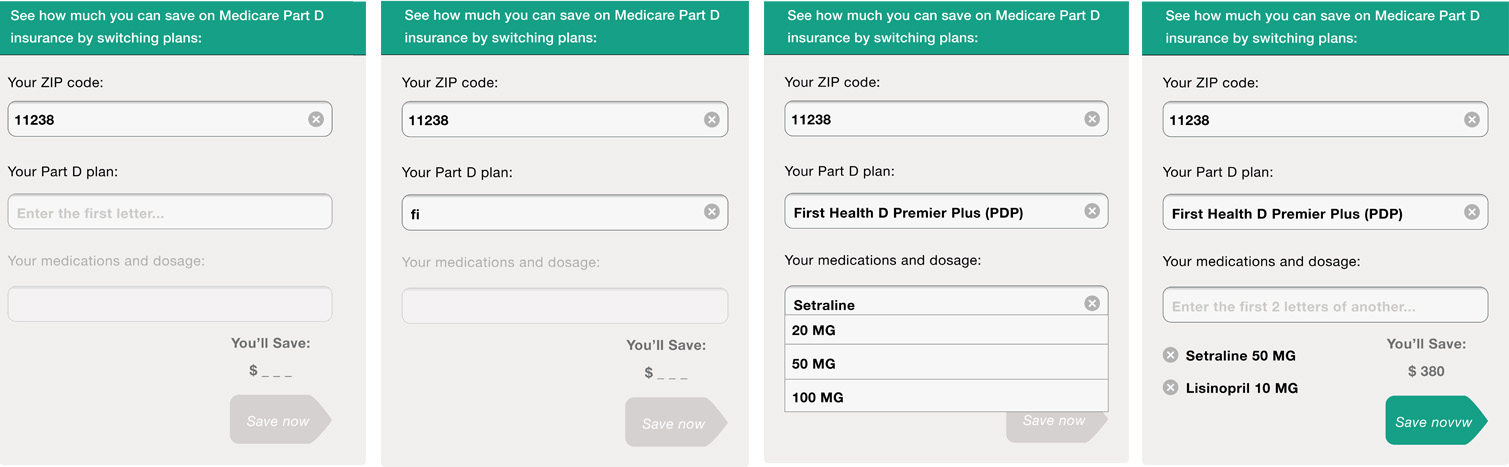 See how much you can save on Medicare Part D
insurance by switching plans:
Your ZIP code:
11238
Your Part D plan:
Enter the first letter...
Your medications and dosage:
You'll Save:
$ _ _ _
Save now
See how much you can save on Medicare Part D
insurance by switching plans:
Your ZIP code:
11238
Your Part D plan:
fi
Your medications and dosage:
You'll Save:
$ _ _ _
Save now
See how much you can save on Medicare Part D
insurance by switching plans:
Your ZIP code:
11238
Your Part D plan:
First Health D Premier Plus (PDP)
Your medications and dosage:
Setraline
20 MG
50 MG
100 MG
Save now
See how much you can save on Medicare Part D
insurance by switching plans:
Your ZIP code:
11238
Your Part D plan:
First Health D Premier Plus (PDP)
Your medications and dosage:
Enter the first 2 letters of another...
Setraline 50 MG
Lisinopril 10 MG
You'll Save:
$ 380
Save novvw